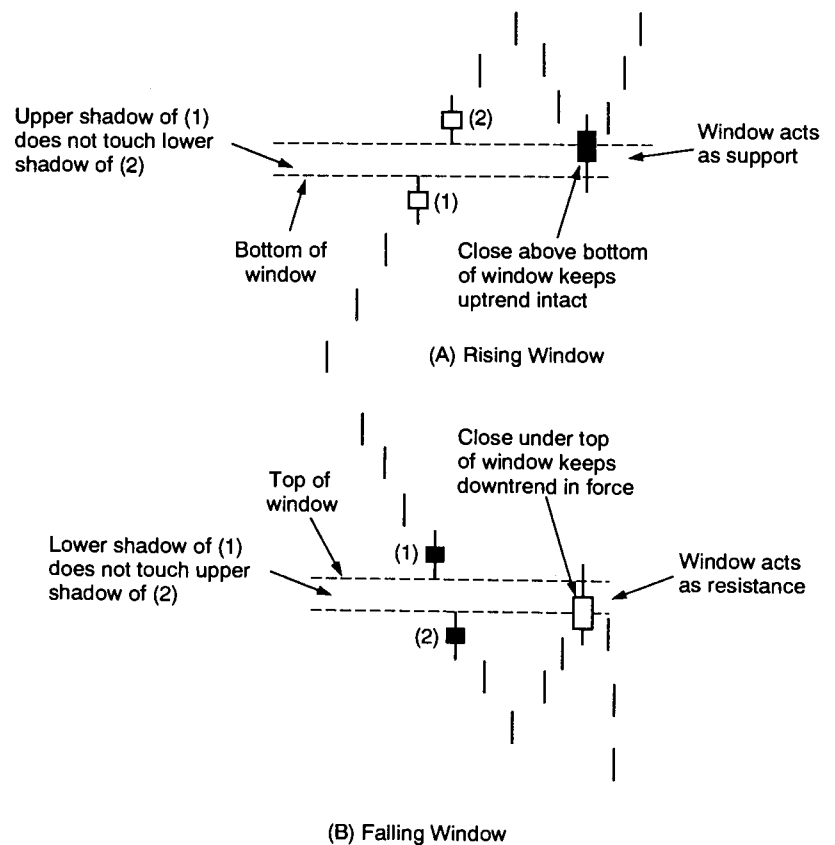 Upper shadow of (1)
does not touch lower
shadow of (2)
(2)
Window acts
as support
(1)
Bottom of
window
Close above bottom
of window keeps
uptrend intact
(A) Rising Window
Close under top
of window keeps
downtrend in force
Top of
window
Lower shadow of (1)
does not touch upper
shadow of (2)
(1)
Window acts
as resistance
(2)
(B) Falling Window